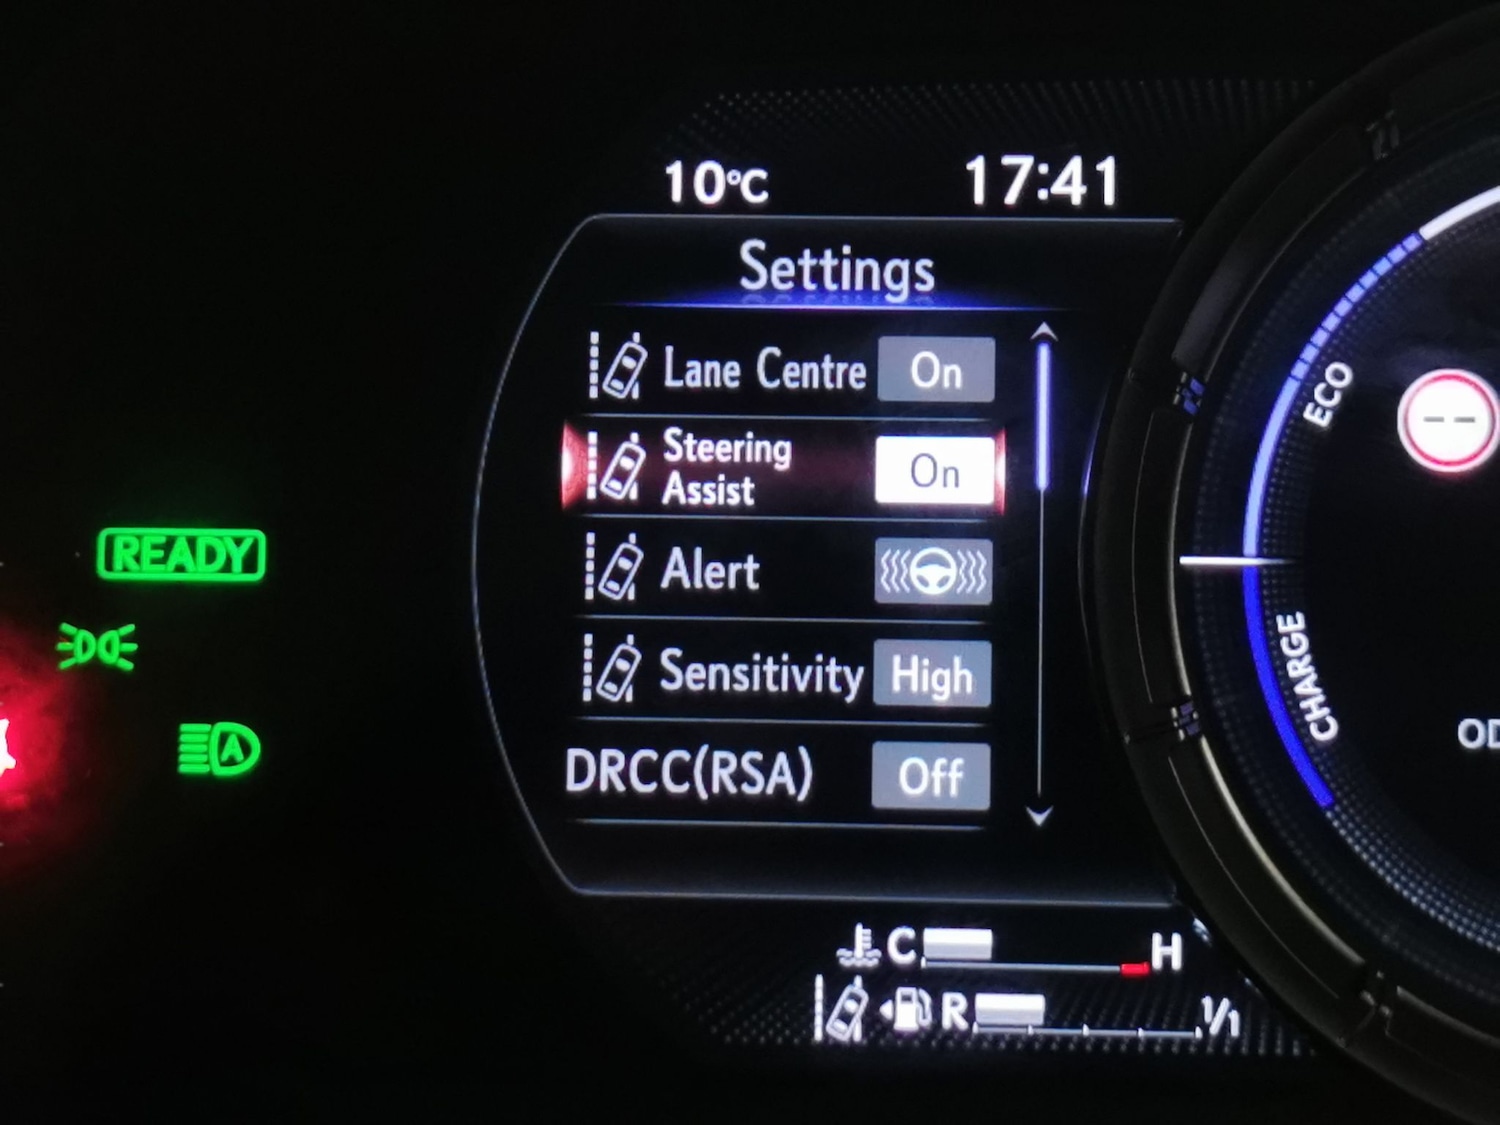 10°C 17:41
Settings
Lane Centre On
Steering
Assist On
Alert
Sensitivity High
DRCC(RSA) Off
READY
A
ECO
--
CHARGE
C H
R 1/1